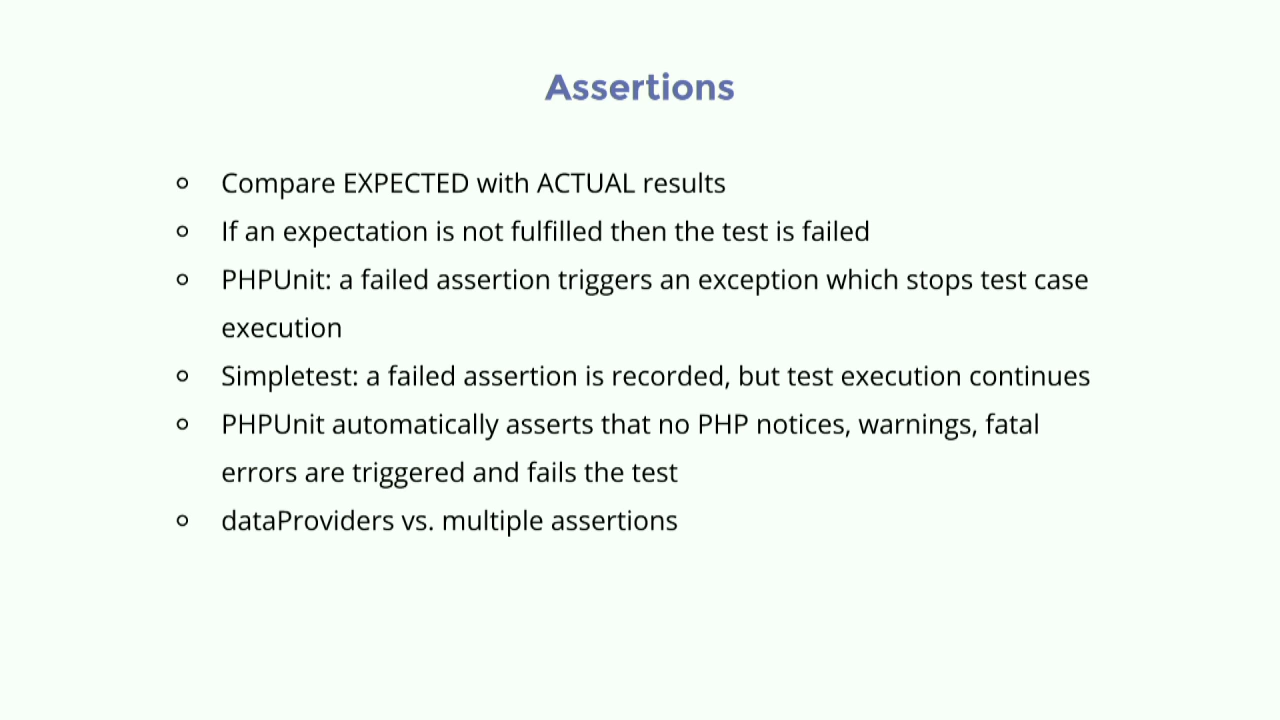 Assertions
Compare EXPECTED with ACTUAL results
If an expectation is not fulfilled then the test is failed
PHPUnit: a failed assertion triggers an exception which stops test case
execution
Simpletest: a failed assertion is recorded, but test execution continues
PHPUnit automatically asserts that no PHP notices, warnings, fatal
errors are triggered and fails the test
dataProviders vs. multiple assertions